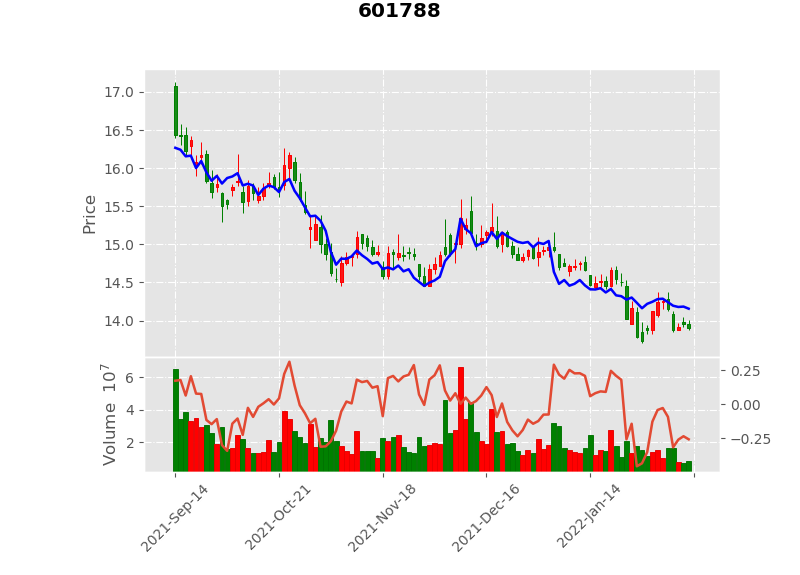 601788
17.0
16.5
16.0
15.5
15.0
14.5
14.0
Price
6
4
2
Volume 10^7
0.25
0.00
−0.25
2021-Sep-14
2021-Oct-21
2021-Nov-18
2021-Dec-16
2022-Jan-14